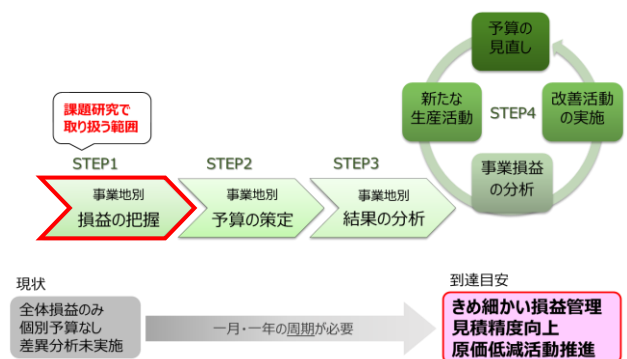 予算の
見直し
新たな
生産活動
STEP4
改善活動
の実施
事業損益
の分析
課題研究で
取り扱う範囲
STEP1
STEP2
STEP3
事業地別
損益の把握
事業地別
予算の策定
事業地別
結果の分析
現状
全体損益のみ
個別予算なし
差異分析未実施
一月・一年の周期が必要
到達目安
きめ細かい損益管理
見積精度向上
原価低減活動推進